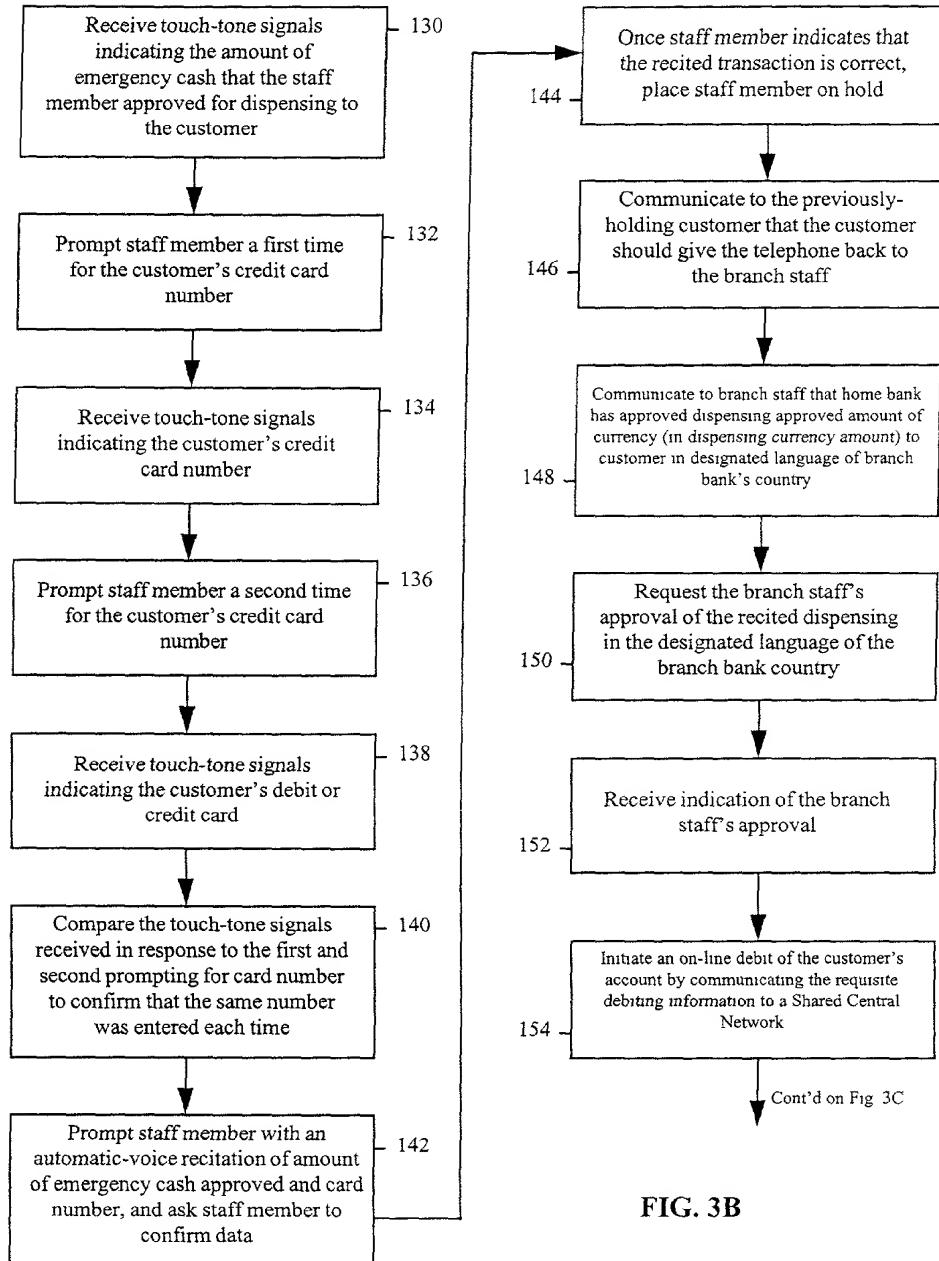 Receive touch-tone signals
indicating the amount of
emergency cash that the staff
member approved for dispensing to
the customer
130
Prompt staff member a first time
for the customer's credit card
number
132
Receive touch-tone signals
indicating the customer's credit
card number
134
Prompt staff member a second time
for the customer's credit card
number
136
Receive touch-tone signals
indicating the customer's debit or
credit card
138
Compare the touch-tone signals
received in response to the first and
second prompting for card number
to confirm that the same number
was entered each time
140
Prompt staff member with an
automatic-voice recitation of amount
of emergency cash approved and card
number, and ask staff member to
confirm data
142
Once staff member indicates that
the recited transaction is correct,
place staff member on hold
144
Communicate to the previously-
holding customer that the customer
should give the telephone back to
the branch staff
146
Communicate to branch staff that home bank
has approved dispensing approved amount of
currency (in dispensing currency amount) to
customer in designated language of branch
bank's country
148
Request the branch staff's
approval of the recited dispensing
in the designated language of the
branch bank country
150
Receive indication of the branch
staff's approval
152
Initiate an on-line debit of the customer's
account by communicating the requisite
debiting information to a Shared Central
Network
154
Cont'd on Fig 3C
FIG. 3B